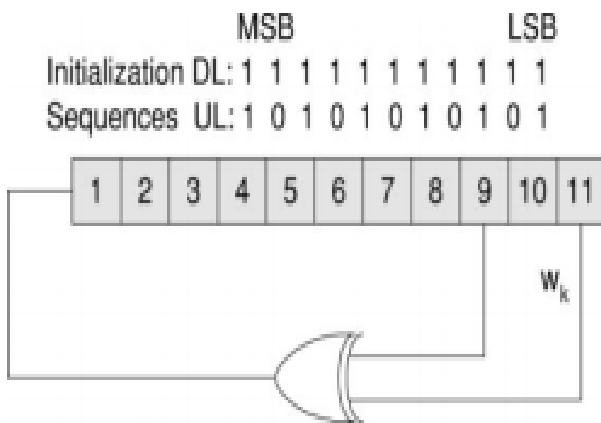 MSB LSB
Initialization DL: 1 1 1 1 1 1 1 1 1 1 1
Sequences UL: 1 0 1 0 1 0 1 0 1 0 1
1 2 3 4 5 6 7 8 9 10 11
wk